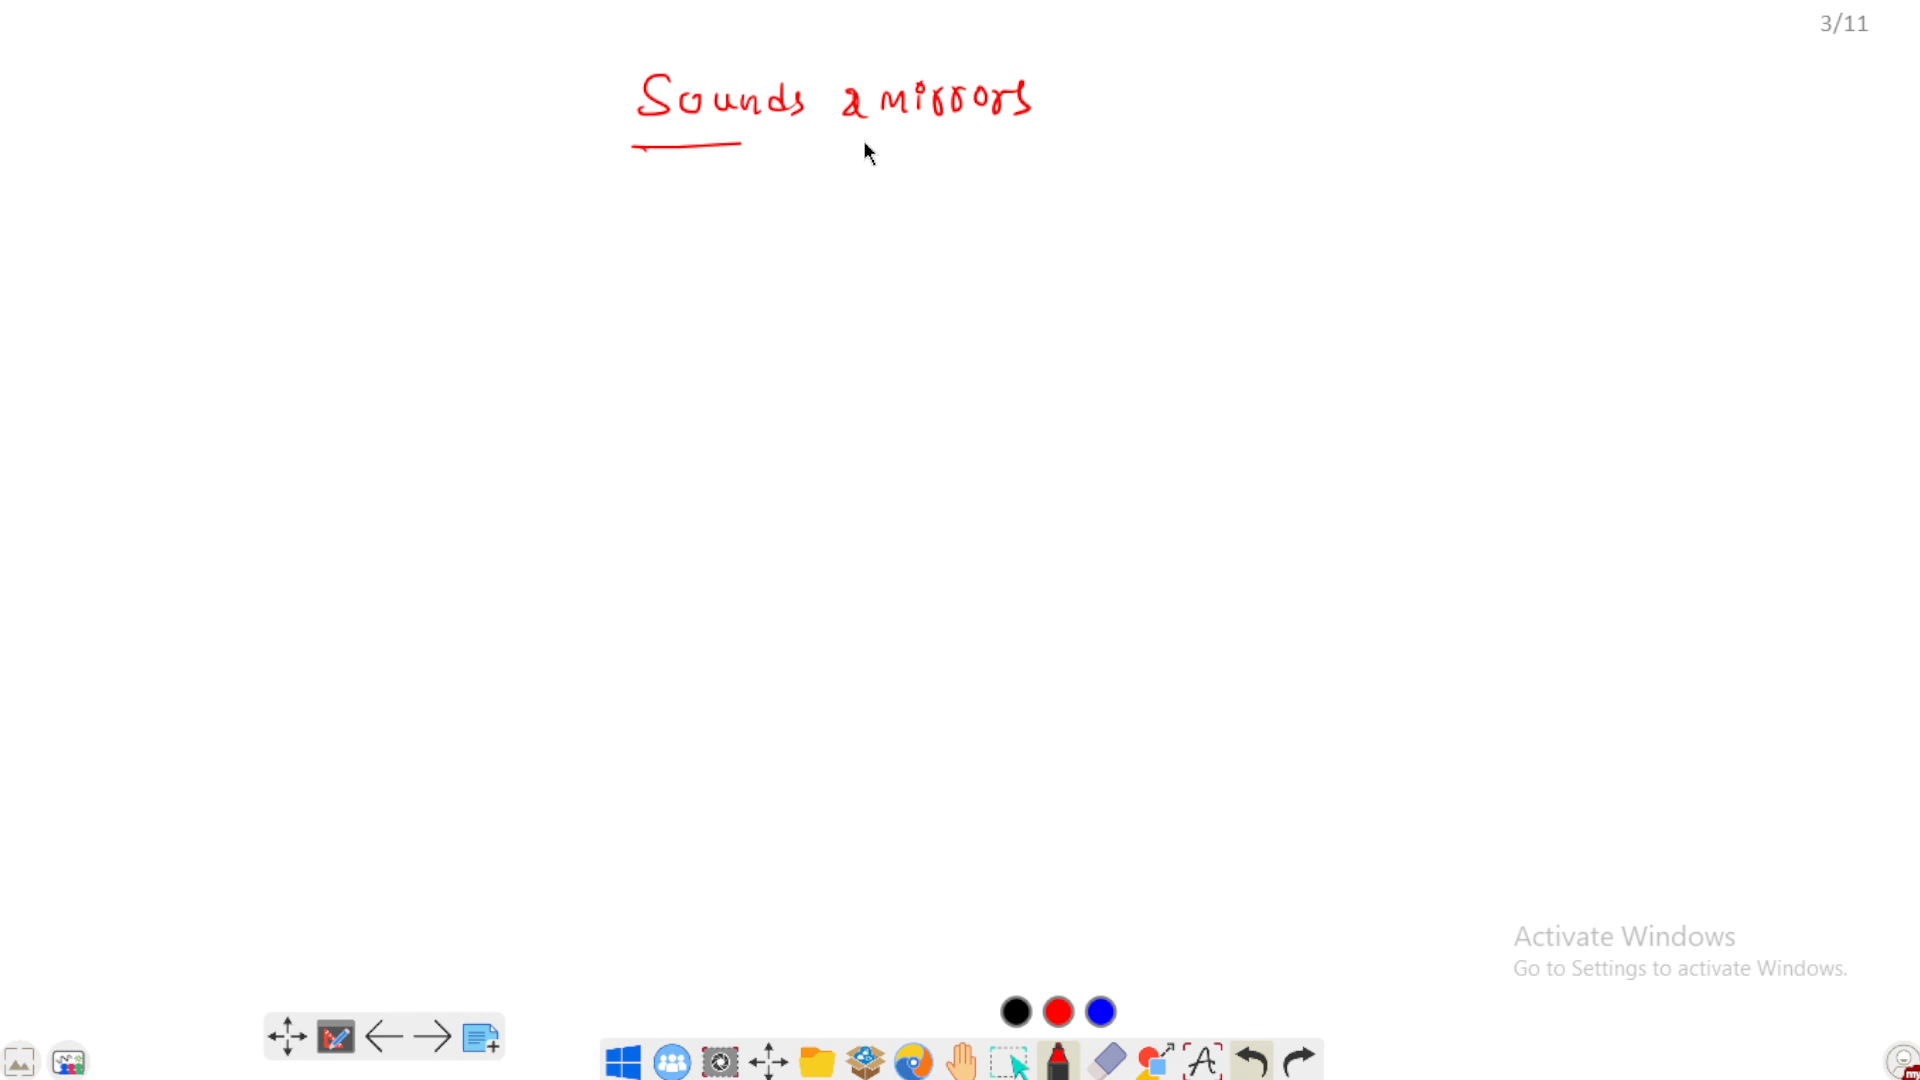 3/11
Sounds & mirrors
Activate Windows
Go to Settings to activate Windows.